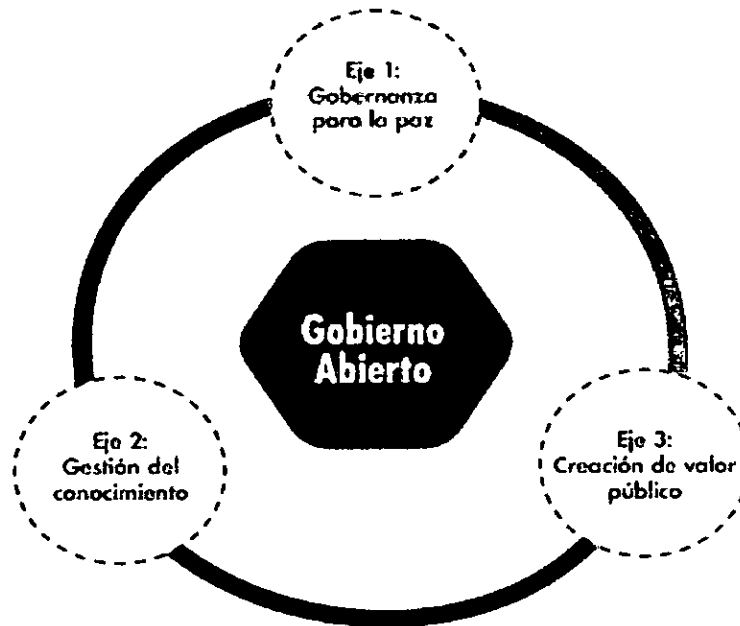 Eje 1:
Gobernanza
para la paz
Gobierno
Abierto
Eje 2:
Gestión del
conocimiento
Eje 3:
Creación de valor
público